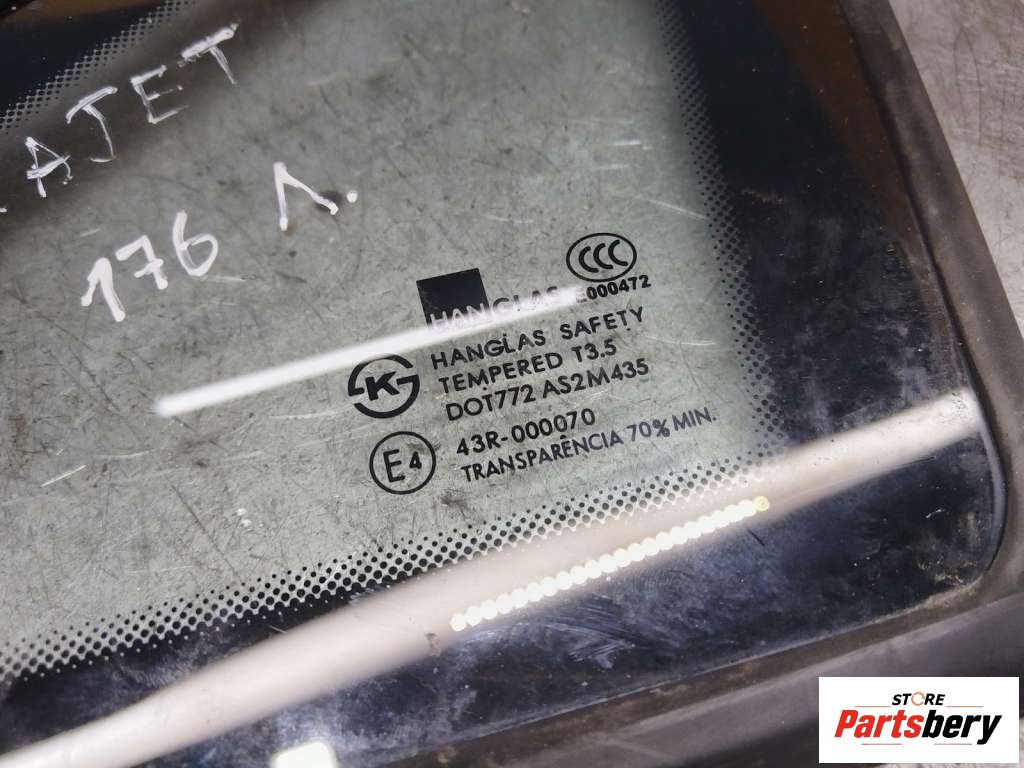 AJET
176 Л.
CCC
E000472
HANGLAS
K
HANGLAS SAFETY
TEMPERED T3.5
DOT772 AS2M435
E4
43R-000070
TRANSPARÊNCIA 70% MIN.
STORE
Partsbery